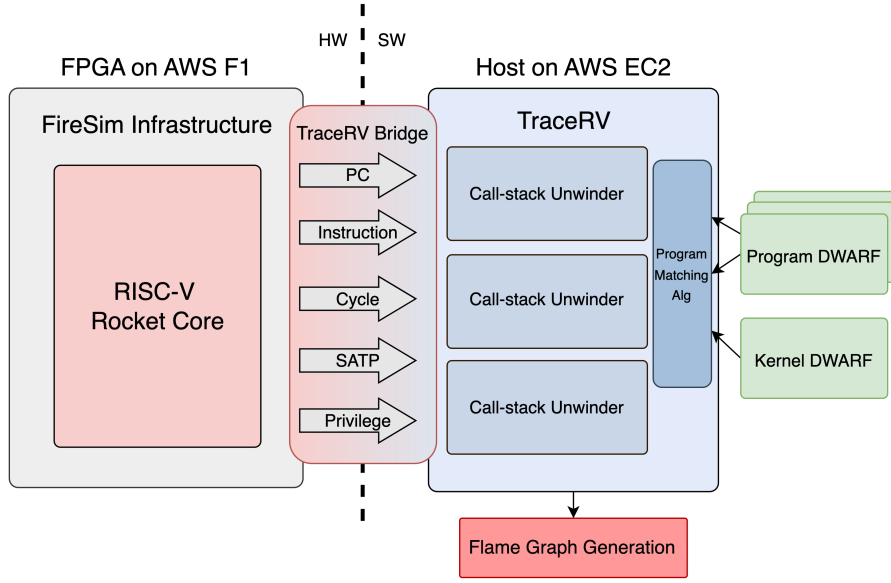 HW
SW
FPGA on AWS F1
Host on AWS EC2
FireSim Infrastructure
TraceRV Bridge
TraceRV
RISC-V
Rocket Core
PC
Instruction
Cycle
SATP
Privilege
Call-stack Unwinder
Call-stack Unwinder
Call-stack Unwinder
Program
Matching
Alg
Program DWARF
Kernel DWARF
Flame Graph Generation